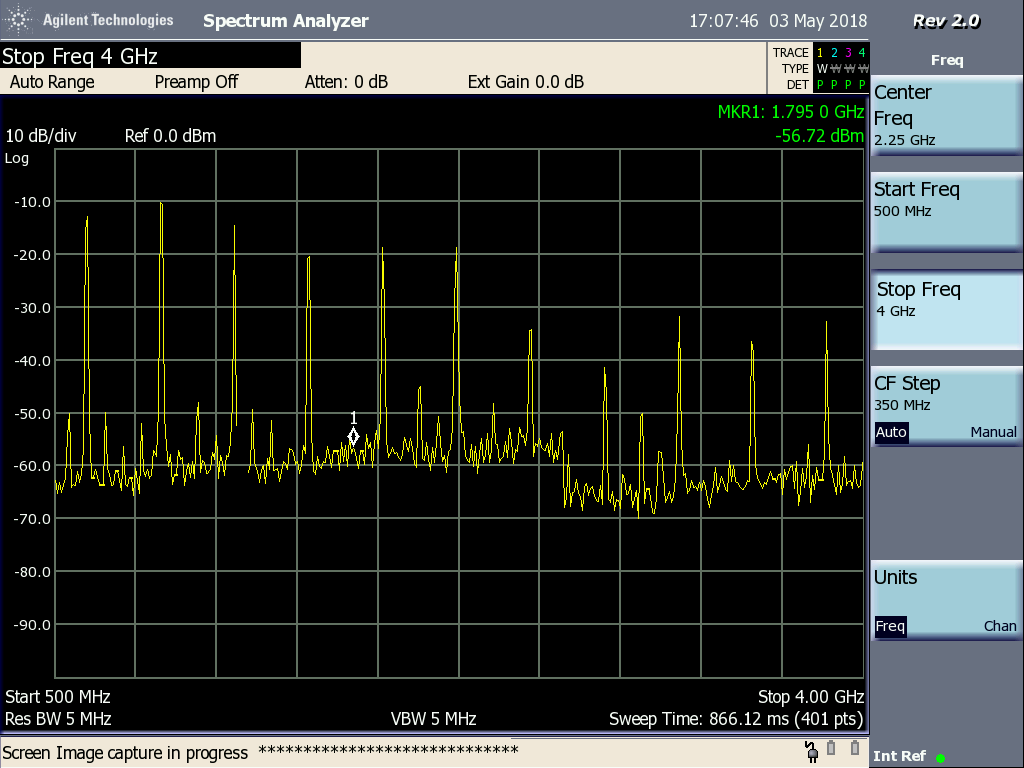 Agilent Technologies Spectrum Analyzer 17:07:46 03 May 2018 Rev 2.0
Stop Freq 4 GHz
Auto Range Preamp Off Atten: 0 dB Ext Gain 0.0 dB
TRACE 1 2 3 4
TYPE W W W W
DET P P P P
MKR1: 1.795 0 GHz
10 dB/div Ref 0.0 dBm -56.72 dBm
Log
-10.0
-20.0
-30.0
-40.0
-50.0
-60.0
-70.0
-80.0
-90.0
1
Start 500 MHz Stop 4.00 GHz
Res BW 5 MHz VBW 5 MHz Sweep Time: 866.12 ms (401 pts)
Screen Image capture in progress *****************************
Freq
Center
Freq
2.25 GHz
Start Freq
500 MHz
Stop Freq
4 GHz
CF Step
350 MHz
Auto Manual
Units
Freq Chan
Int Ref